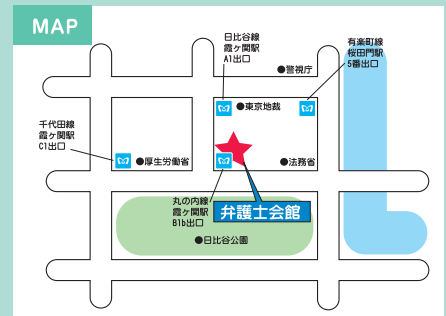 MAP
日比谷線
霞ヶ関駅
A1出口
有楽町線
桜田門駅
5番出口
●警視庁
●東京地裁
千代田線
霞ヶ関駅
C1出口
●厚生労働省
●法務省
丸の内線
霞ヶ関駅
B1b出口
弁護士会館
●日比谷公園